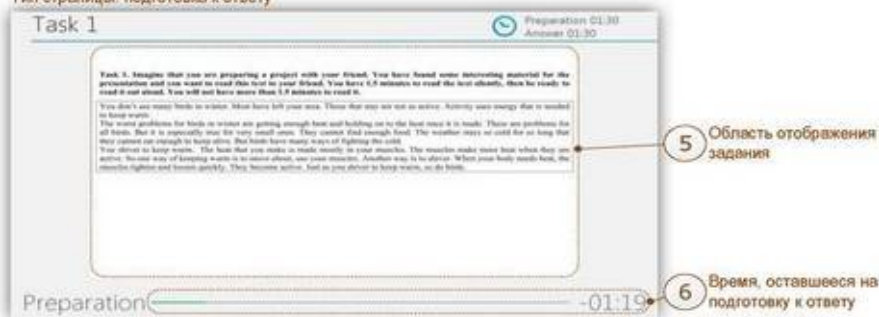 Тип страницы: подготовка к ответу
Task 1
Preparation 01:30
Answer 01:30
Task 1. Imagine that you are preparing a project with your friend. You have found some interesting material for the
presentation and you want to read this text to your friend. You have 1.5 minutes to read the text silently, then be ready to
read it out aloud. You will not have more than 1.5 minutes to read it.
You don't see many birds in winter. Most have left your area. Those that stay are not as active. Activity uses energy that is needed
to keep warm.
The worst problems for birds in winter are getting enough heat and holding on to the heat once it is made. These are problems for
all birds. But it is especially true for very small ones. They cannot find enough food. The weather stays so cold for so long that
they cannot eat enough to keep alive. But birds have many ways of fighting the cold.
You shiver to keep warm. The heat that you make is made mostly in your muscles. The muscles make more heat when they are
active. So one way of keeping warm is to move about, use your muscles. Another way is to shiver. When your body needs heat, the
muscles tighten and loosen quickly. They become active. Just as you shiver to keep warm, so do birds.
5 Область отображения
задания
Preparation -01:19
6 Время, оставшееся на
подготовку к ответу